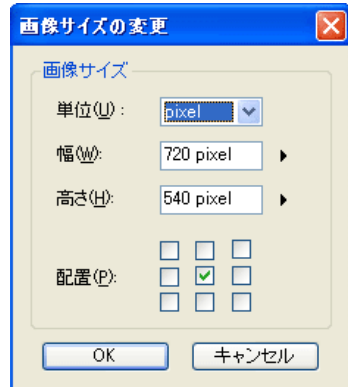 画像サイズの変更
画像サイズ
単位(U) : pixel
幅(W): 720 pixel
高さ(H): 540 pixel
配置(P):
OK キャンセル